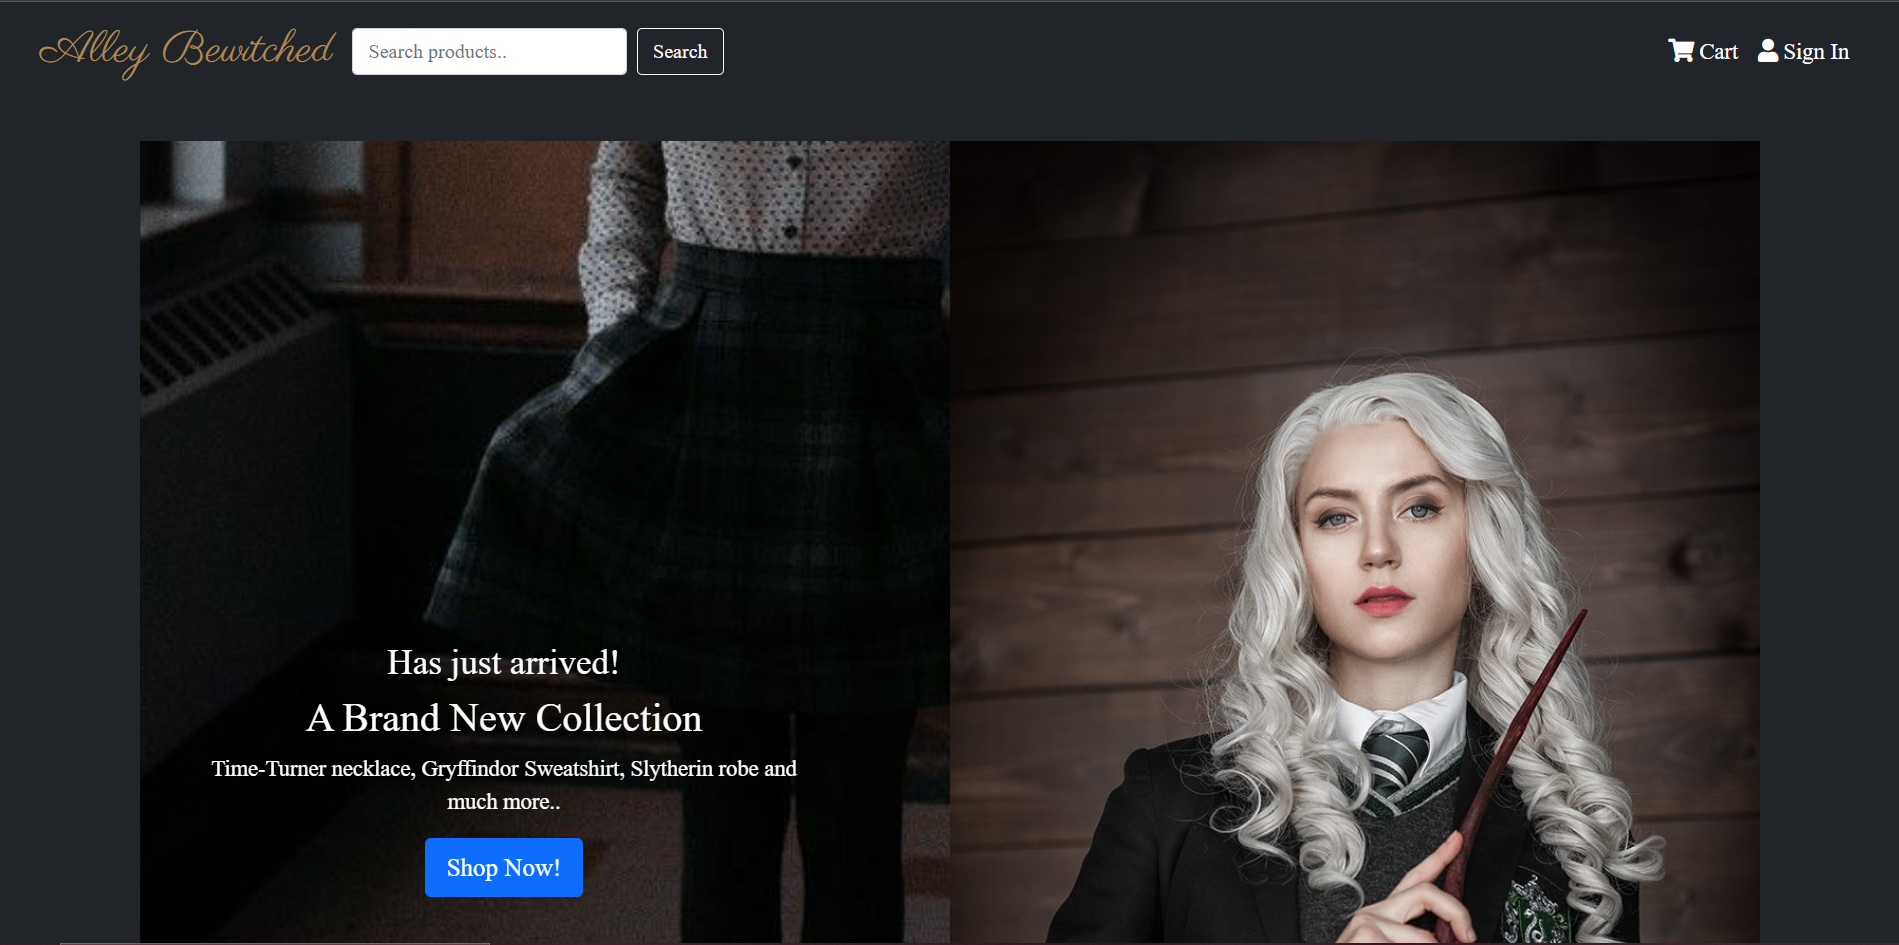 Alley Bewitched
Search products..
Search
Cart
Sign In
Has just arrived!
A Brand New Collection
Time-Turner necklace, Gryffindor Sweatshirt, Slytherin robe and
much more..
Shop Now!